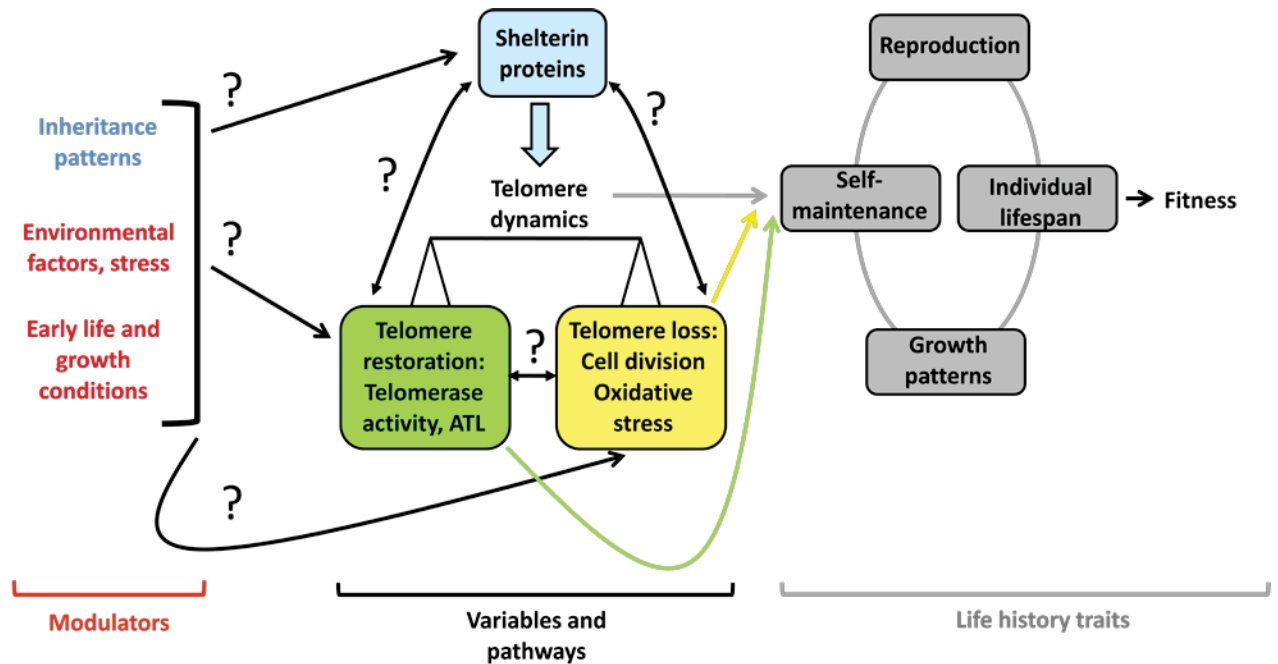 Shelterin
proteins
?
Inheritance
patterns
?
?
Telomere
dynamics
?
Environmental
factors, stress
Early life and
growth
conditions
Telomere
restoration:
Telomerase
activity, ATL
?
Telomere loss:
Cell division
Oxidative
stress
?
Reproduction
Self-
maintenance
Individual
lifespan
Fitness
Growth
patterns
Modulators
Variables and
pathways
Life history traits